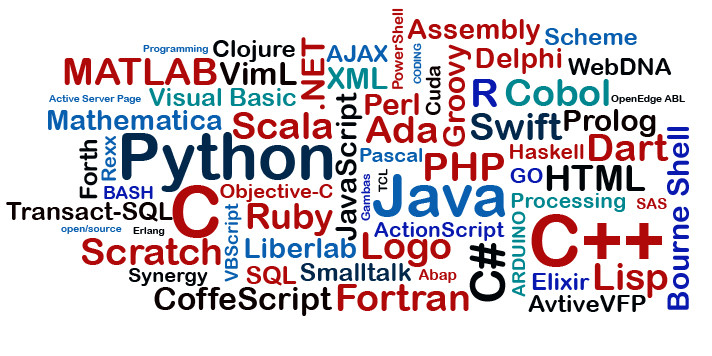 Programming
Clojure
.NET
AJAX
PowerShell
Assembly
Scheme
MATLAB
VimL
XML
CODING
Delphi
WebDNA
Active Server Page
Visual Basic
Perl
Cuda
Groovy
R
Cobol
OpenEdge ABL
Mathematica
Scala
JavaScript
Ada
Swift
Prolog
Forth
Rexx
Python
Pascal
PHP
Haskell
Dart
BASH
C
Objective-C
Gambas
TCL
Java
GO
HTML
Bourne Shell
Transact-SQL
Ruby
Processing
SAS
open/source
Erlang
VBScript
ActionScript
ARDUINO
C++
Scratch
Liberlab
Logo
C#
Synergy
SQL
Smalltalk
Abap
Elixir
Lisp
CoffeScript
Fortran
AvtiveVFP